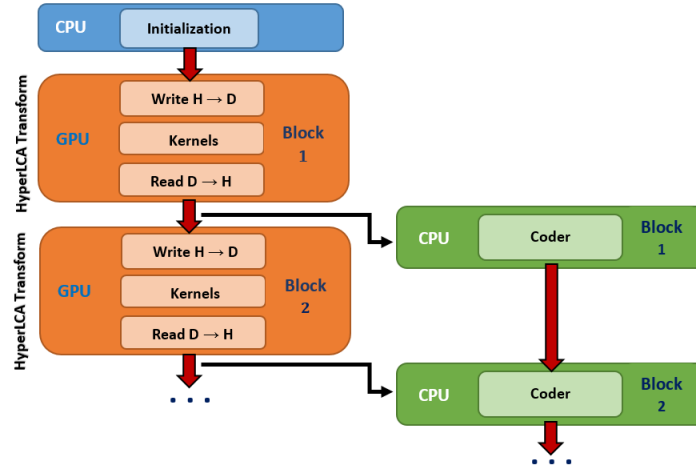 CPU
Initialization
HyperLCA Transform
GPU
Write H → D
Kernels
Read D → H
Block
1
HyperLCA Transform
GPU
Write H → D
Kernels
Read D → H
Block
2
. . .
CPU
Coder
Block
1
CPU
Coder
Block
2
. . .